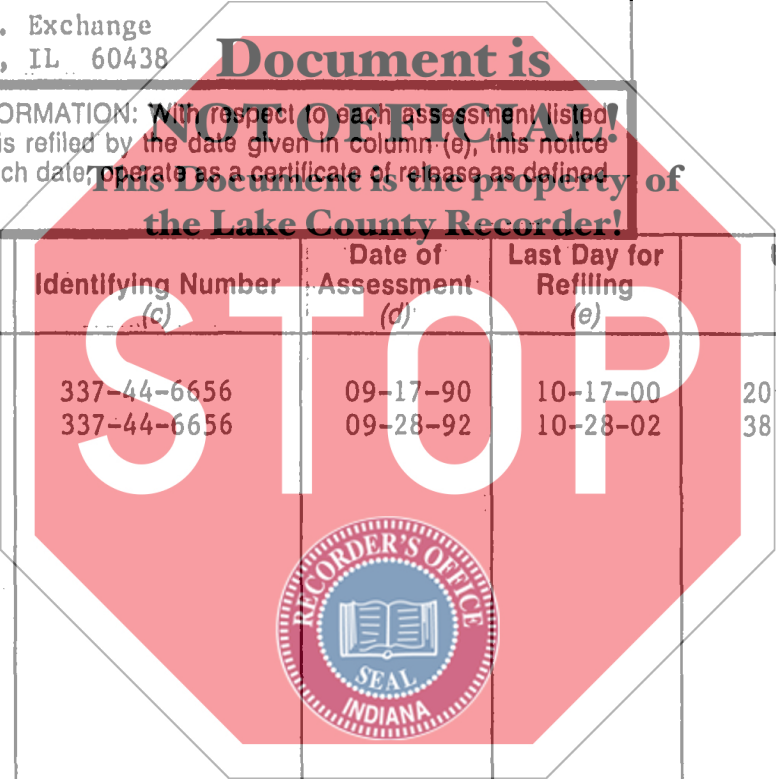 . Exchange
, IL 60438
Document is
NOT OFFICIAL!
This Document is the property of
the Lake County Recorder!
ORMATION: With respect to each assessment listed
is refiled by the date given in column (e), this notice
ch date, operate as a certificate of release as defined
Identifying Number
(c)
Date of
Assessment
(d)
Last Day for
Refiling
(e)
337-44-6656 09-17-90 10-17-00 20
337-44-6656 09-28-92 10-28-02 38
STOP
RECORDER'S OFFICE
SEAL
INDIANA